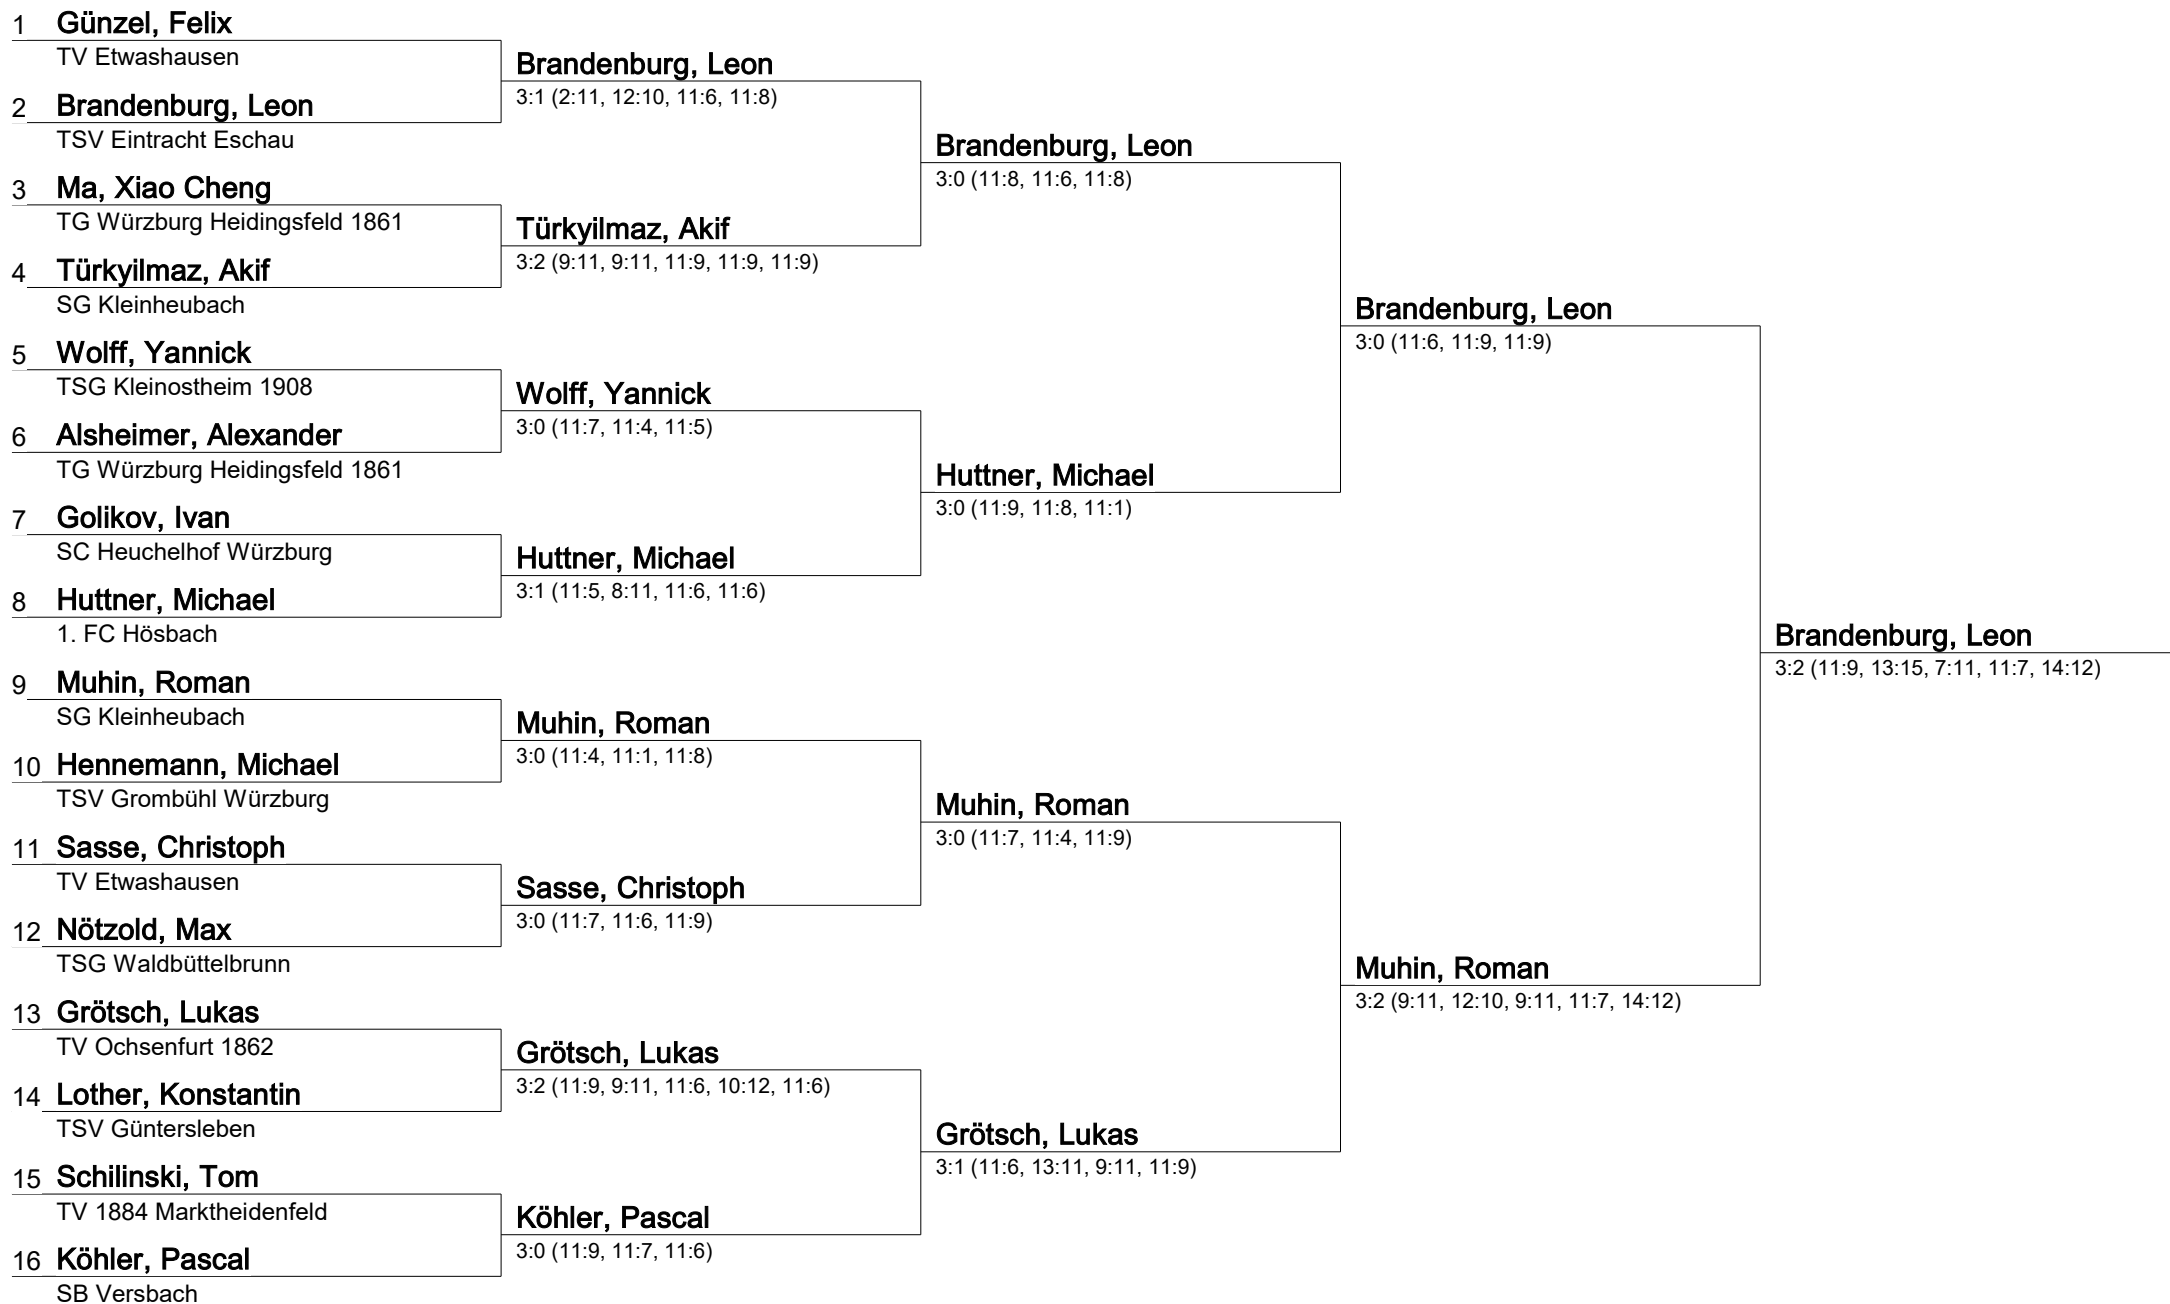 1 Günzel, Felix
TV Etwashausen
2 Brandenburg, Leon
TSV Eintracht Eschau
3 Ma, Xiao Cheng
TG Würzburg Heidingsfeld 1861
4 Türkyilmaz, Akif
SG Kleinheubach
5 Wolff, Yannick
TSG Kleinostheim 1908
6 Alsheimer, Alexander
TG Würzburg Heidingsfeld 1861
7 Golikov, Ivan
SC Heuchelhof Würzburg
8 Huttner, Michael
1. FC Hösbach
9 Muhin, Roman
SG Kleinheubach
10 Hennemann, Michael
TSV Grombühl Würzburg
11 Sasse, Christoph
TV Etwashausen
12 Nötzold, Max
TSG Waldbüttelbrunn
13 Grötsch, Lukas
TV Ochsenfurt 1862
14 Lother, Konstantin
TSV Güntersleben
15 Schilinski, Tom
TV 1884 Marktheidenfeld
16 Köhler, Pascal
SB Versbach
Brandenburg, Leon
3:1 (2:11, 12:10, 11:6, 11:8)
Türkyilmaz, Akif
3:2 (9:11, 9:11, 11:9, 11:9, 11:9)
Wolff, Yannick
3:0 (11:7, 11:4, 11:5)
Huttner, Michael
3:1 (11:5, 8:11, 11:6, 11:6)
Muhin, Roman
3:0 (11:4, 11:1, 11:8)
Sasse, Christoph
3:0 (11:7, 11:6, 11:9)
Grötsch, Lukas
3:2 (11:9, 9:11, 11:6, 10:12, 11:6)
Köhler, Pascal
3:0 (11:9, 11:7, 11:6)
Brandenburg, Leon
3:0 (11:8, 11:6, 11:8)
Huttner, Michael
3:0 (11:9, 11:8, 11:1)
Muhin, Roman
3:0 (11:7, 11:4, 11:9)
Grötsch, Lukas
3:1 (11:6, 13:11, 9:11, 11:9)
Brandenburg, Leon
3:0 (11:6, 11:9, 11:9)
Muhin, Roman
3:2 (9:11, 12:10, 9:11, 11:7, 14:12)
Brandenburg, Leon
3:2 (11:9, 13:15, 7:11, 11:7, 14:12)